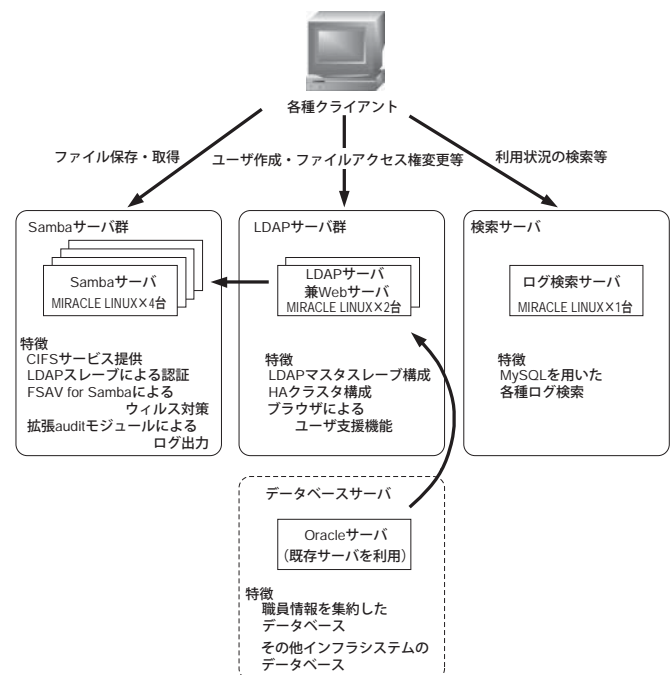 各種クライアント
ファイル保存・取得
ユーザ作成・ファイルアクセス権変更等
利用状況の検索等
Sambaサーバ群
Sambaサーバ
MIRACLE LINUX×4台
特徴
CIFSサービス提供
LDAPスレーブによる認証
FSAV for Sambaによる
ウィルス対策
拡張auditモジュールによる
ログ出力
LDAPサーバ群
LDAPサーバ
兼Webサーバ
MIRACLE LINUX×2台
特徴
LDAPマスタスレーブ構成
HAクラスタ構成
ブラウザによる
ユーザ支援機能
検索サーバ
ログ検索サーバ
MIRACLE LINUX×1台
特徴
MySQLを用いた
各種ログ検索
データベースサーバ
Oracleサーバ
(既存サーバを利用)
特徴
職員情報を集約した
データベース
その他インフラシステムの
データベース